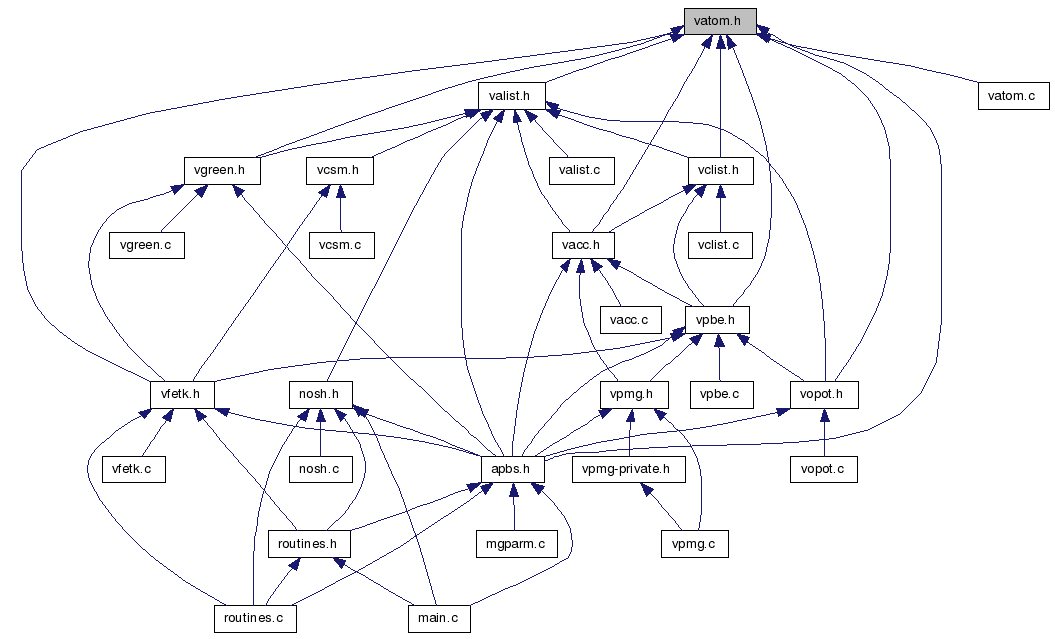 vatom.h
valist.h
vatom.c
vgreen.h
vcsm.h
valist.c
vclist.h
vgreen.c
vcsm.c
vacc.h
vclist.c
vacc.c
vpbe.h
vfetk.h
nosh.h
vpmg.h
vpbe.c
vopot.h
vfetk.c
nosh.c
apbs.h
vpmg-private.h
vopot.c
routines.h
mgparm.c
vpmg.c
routines.c
main.c